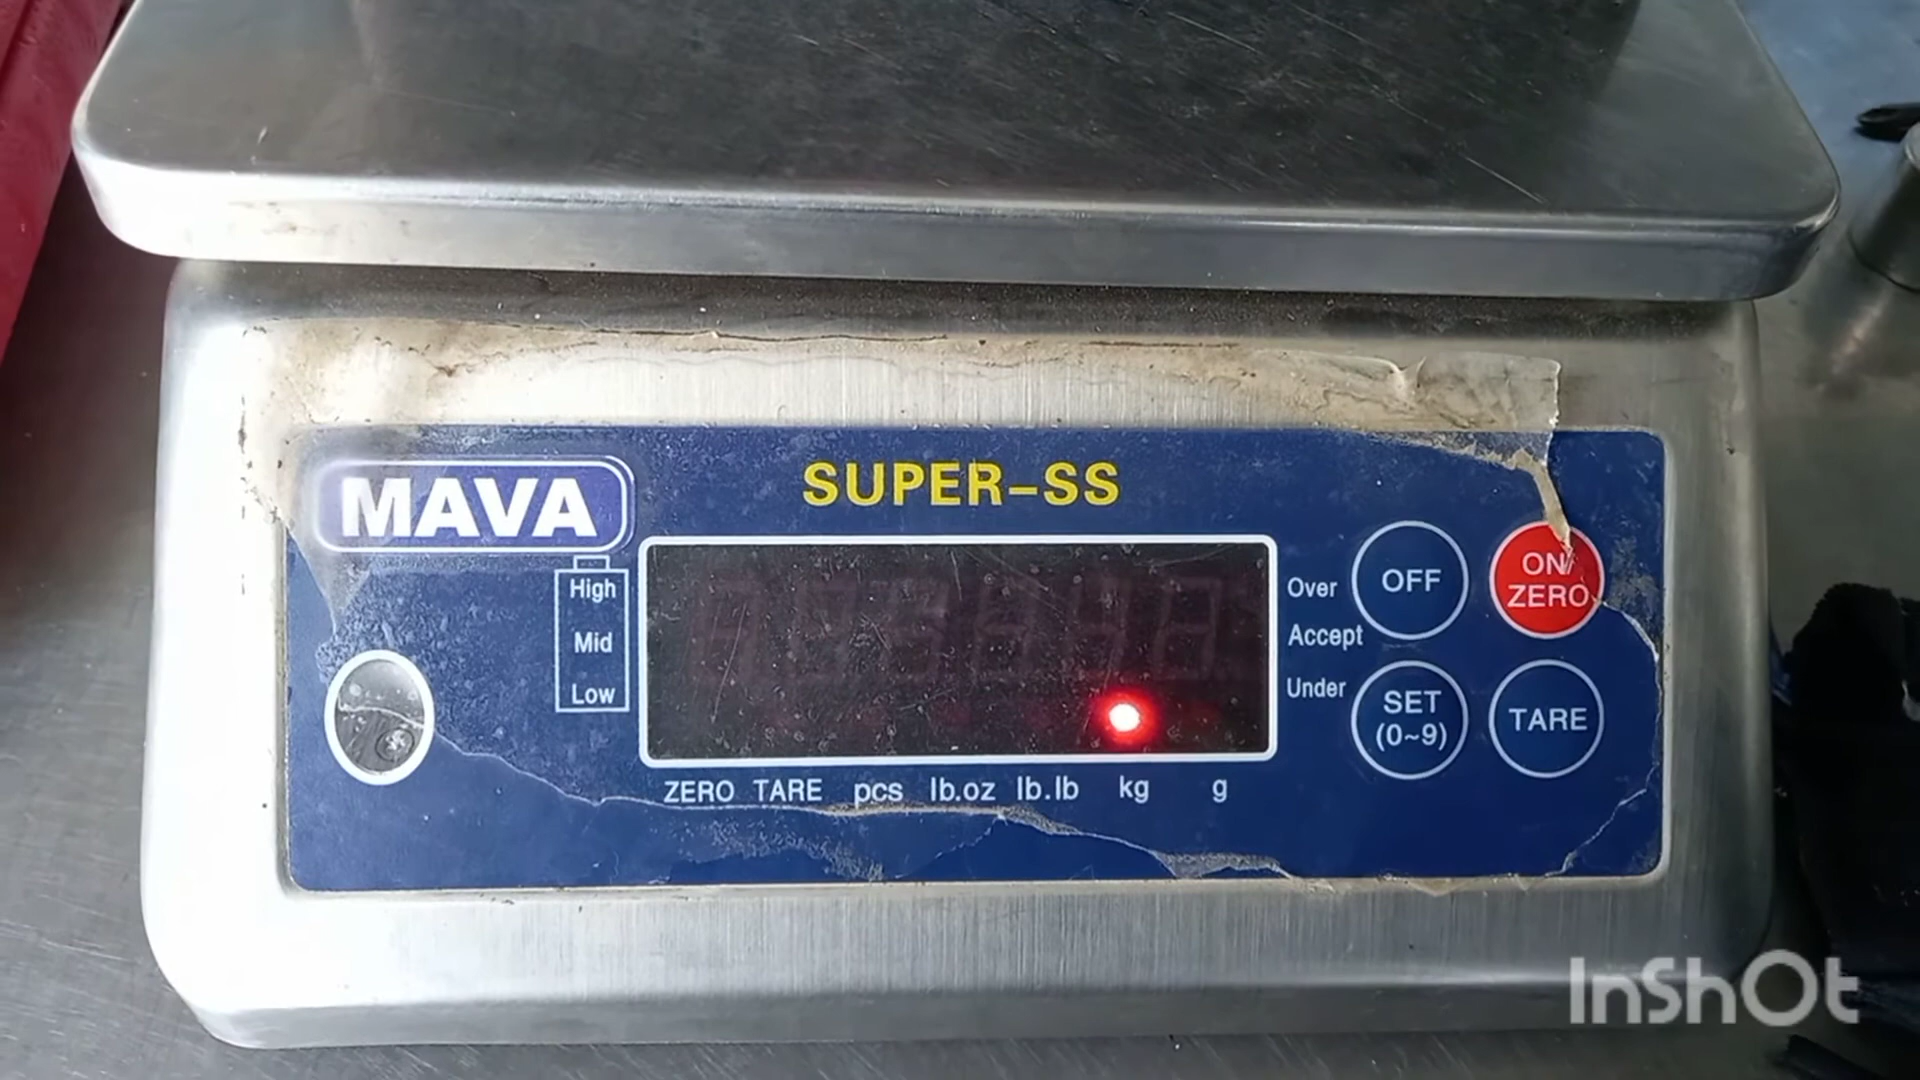 MAVA
SUPER-SS
High
Mid
Low
Over
Accept
Under
OFF
ON/
ZERO
SET
(0~9)
TARE
ZERO TARE pcs lb.oz lb.lb kg g
InShOt